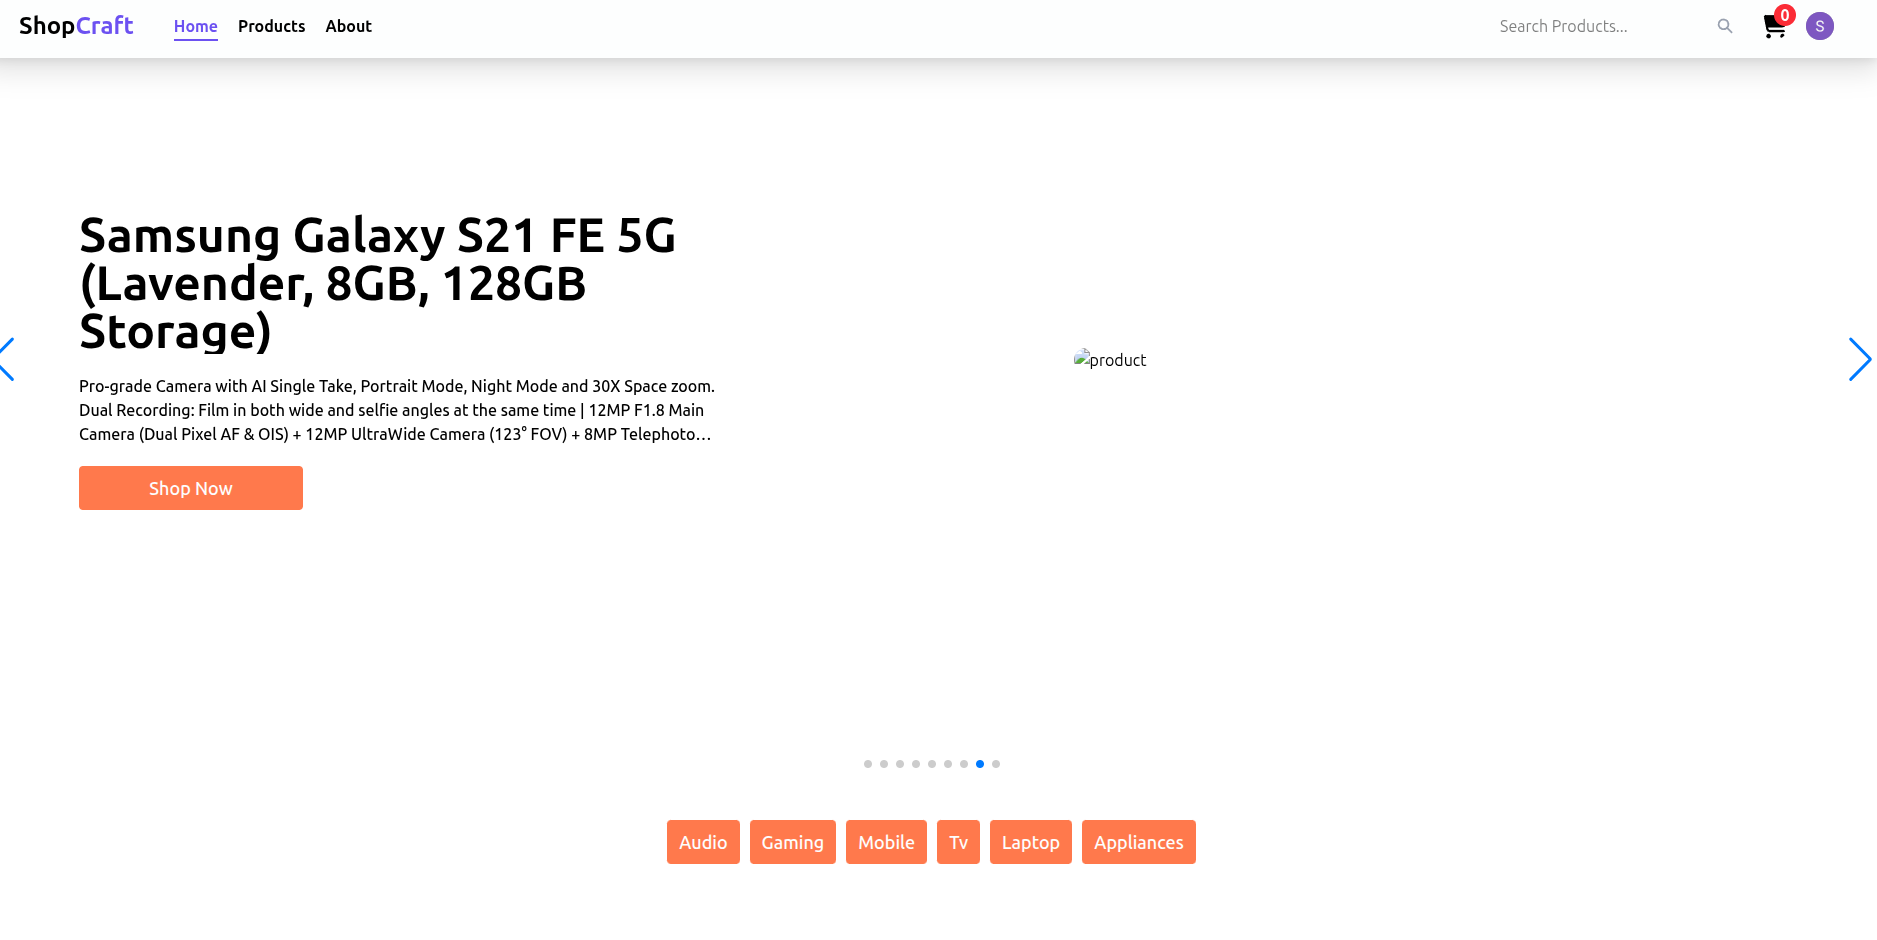 ShopCraft
Home Products About
Search Products...
0
S
Samsung Galaxy S21 FE 5G
(Lavender, 8GB, 128GB
Storage)
Pro-grade Camera with AI Single Take, Portrait Mode, Night Mode and 30X Space zoom.
Dual Recording: Film in both wide and selfie angles at the same time | 12MP F1.8 Main
Camera (Dual Pixel AF & OIS) + 12MP UltraWide Camera (123° FOV) + 8MP Telephoto...
Shop Now
product
Audio Gaming Mobile Tv Laptop Appliances